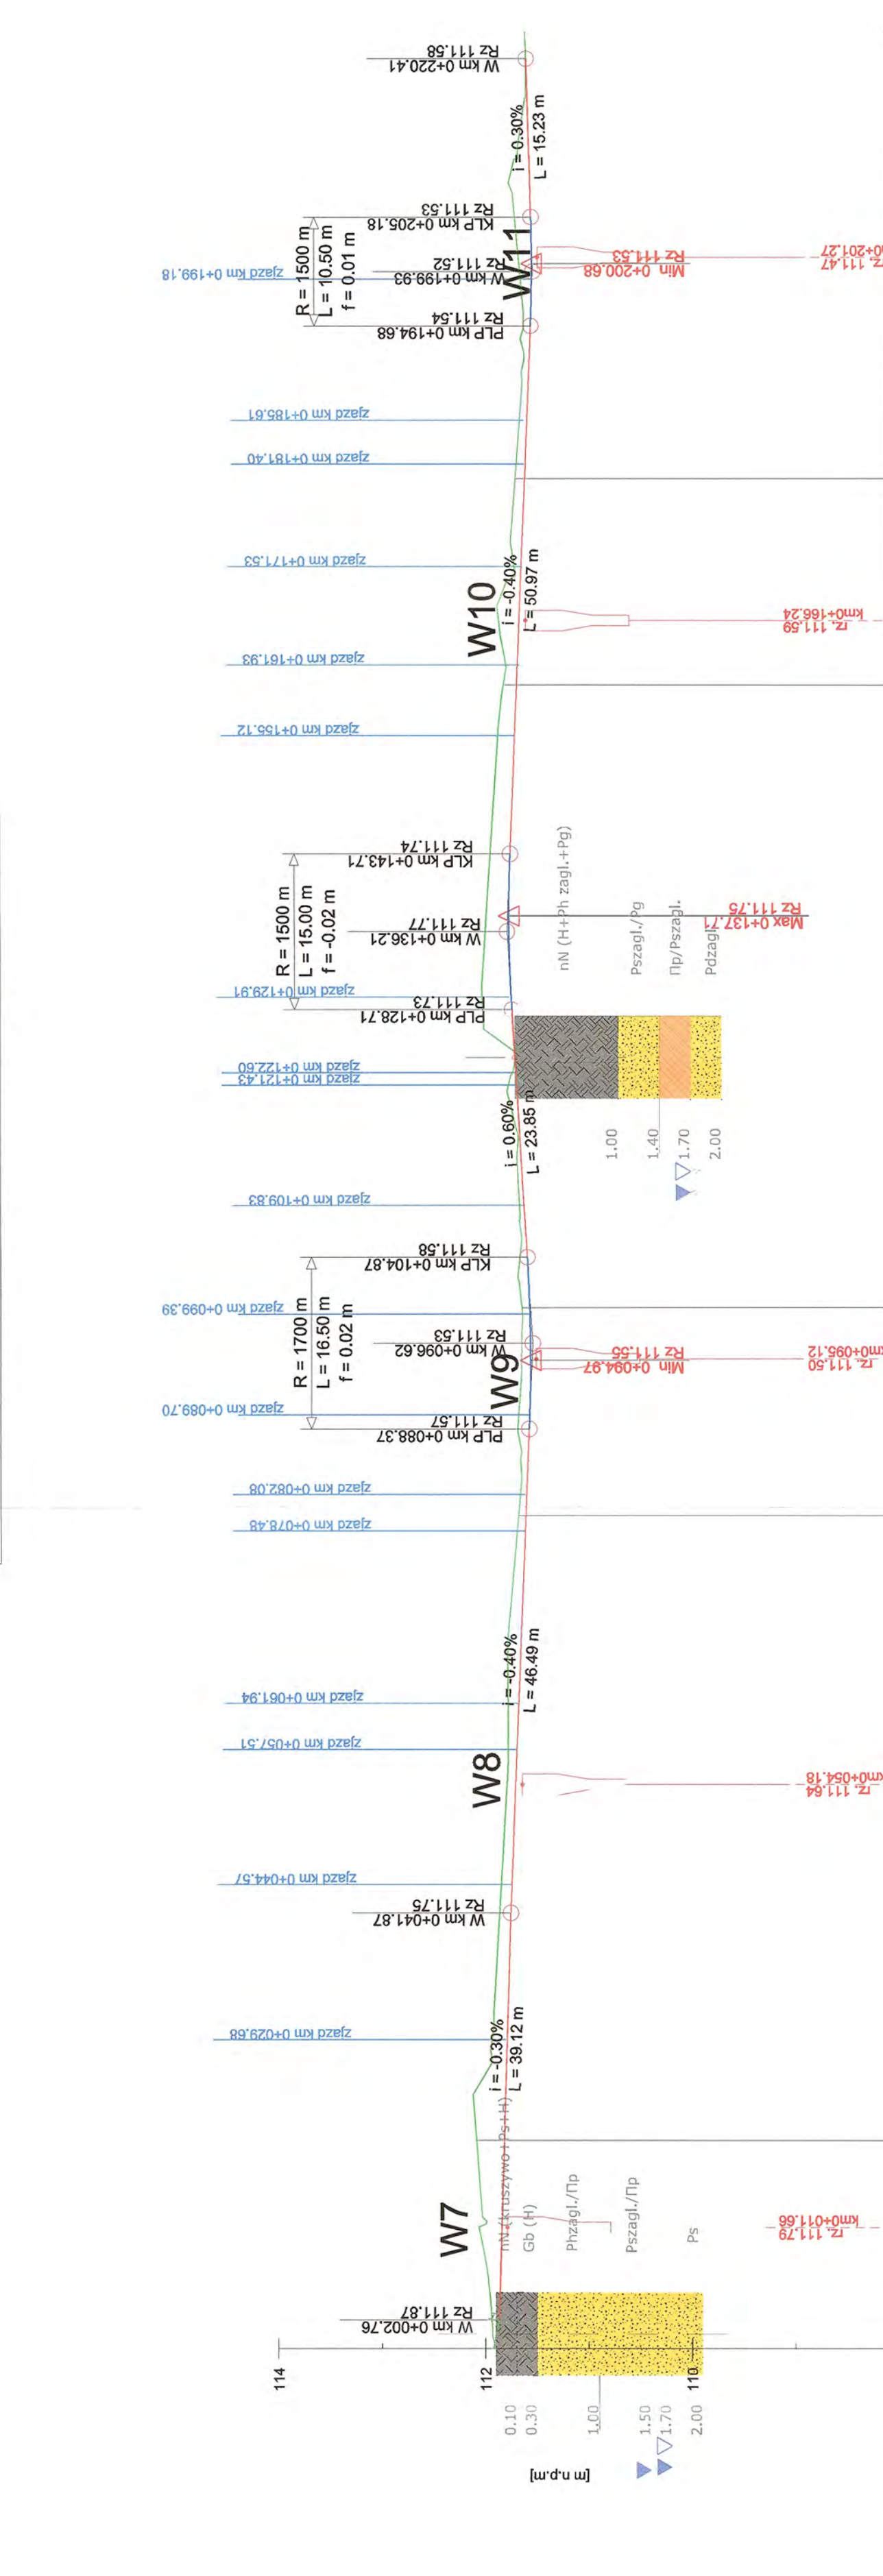 W km 0+220.41
Rz 111.58
i = 0.30%
L = 15.23 m
KLP km 0+205.18
Rz 111.53
R = 1500 m
L = 10.50 m
f = 0.01 m
zjazd km 0+199.18
W km 0+199.93
Rz 111.52
W11
Min 0+200.68
Rz 111.53
rz. 111.47
0+201.27
PLP km 0+194.68
Rz 111.54
zjazd km 0+185.61
zjazd km 0+181.40
zjazd km 0+171.53
W10
i = -0.40%
L = 50.97 m
rz. 111.59
km0+166.24
zjazd km 0+161.93
zjazd km 0+155.12
KLP km 0+143.71
Rz 111.74
R = 1500 m
L = 15.00 m
f = -0.02 m
W km 0+136.21
Rz 111.77
Max 0+137.71
Rz 111.75
nN (H+Ph zagl.+Pg)
Pszagl./Pg
Πp/Pszagl.
Pdzagl
zjazd km 0+129.91
PLP km 0+128.71
Rz 111.73
zjazd km 0+122.60
zjazd km 0+121.43
i = 0.60%
L = 23.85 m
1.00
1.40
1.70
2.00
zjazd km 0+109.83
KLP km 0+104.87
Rz 111.58
R = 1700 m
L = 16.50 m
f = 0.02 m
zjazd km 0+099.39
W km 0+096.62
Rz 111.53
W9
Min 0+094.97
Rz 111.55
rz. 111.50
km0+095.12
zjazd km 0+089.70
PLP km 0+088.37
Rz 111.57
zjazd km 0+082.08
zjazd km 0+078.48
i = -0.40%
L = 46.49 m
zjazd km 0+061.94
zjazd km 0+057.51
W8
rz. 111.64
km0+054.18
zjazd km 0+044.57
W km 0+041.87
Rz 111.75
zjazd km 0+029.68
i = -0.30%
L = 39.12 m
W7
nN (kruszywo+Ps+H)
Gb (H)
Phzagl./Πp
Pszagl./Πp
Ps
rz. 111.79
km0+011.66
W km 0+002.76
Rz 111.87
114
112
110
0.10
0.30
1.00
1.50
1.70
2.00
[m n.p.m]